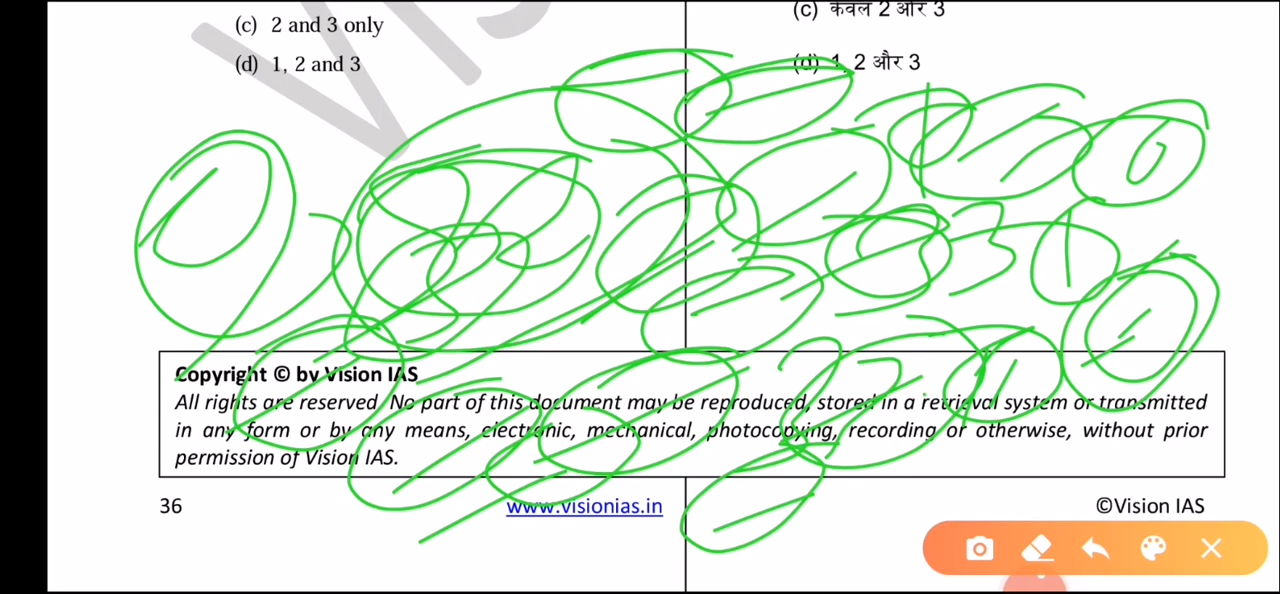 (c) 2 and 3 only
(d) 1, 2 and 3
(c) केवल 2 और 3
(d) 1, 2 और 3
Copyright © by Vision IAS
All rights are reserved. No part of this document may be reproduced, stored in a retrieval system or transmitted
in any form or by any means, electronic, mechanical, photocopying, recording or otherwise, without prior
permission of Vision IAS.
36
www.visionias.in
©Vision IAS